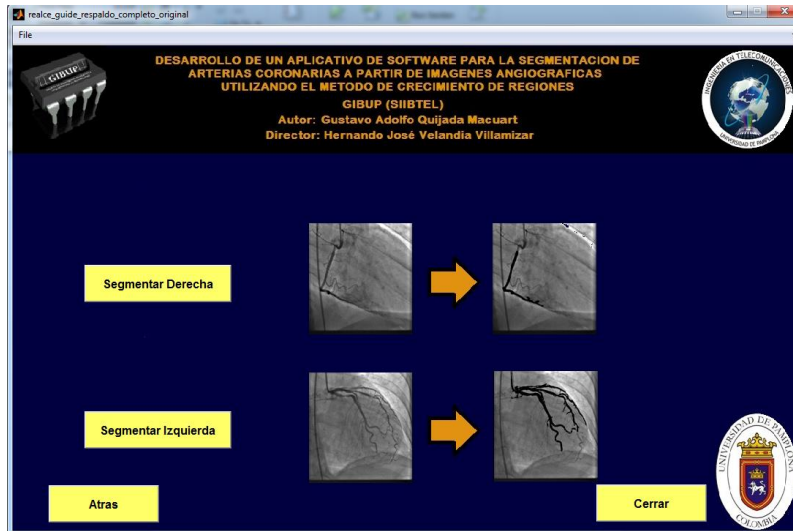 realce_guide_respaldo_completo_original
File
GIBUP
DESARROLLO DE UN APLICATIVO DE SOFTWARE PARA LA SEGMENTACION DE
ARTERIAS CORONARIAS A PARTIR DE IMAGENES ANGIOGRAFICAS
UTILIZANDO EL METODO DE CRECIMIENTO DE REGIONES
GIBUP (SIIBTEL)
Autor: Gustavo Adolfo Quijada Macuart
Director: Hernando José Velandia Villamizar
INGENIERIA EN TELECOMUNICACIONES
UNIVERSIDAD DE PAMPLONA
Segmentar Derecha
Segmentar Izquierda
Atras
Cerrar
UNIVERSIDAD DE PAMPLONA
COLOMBIA